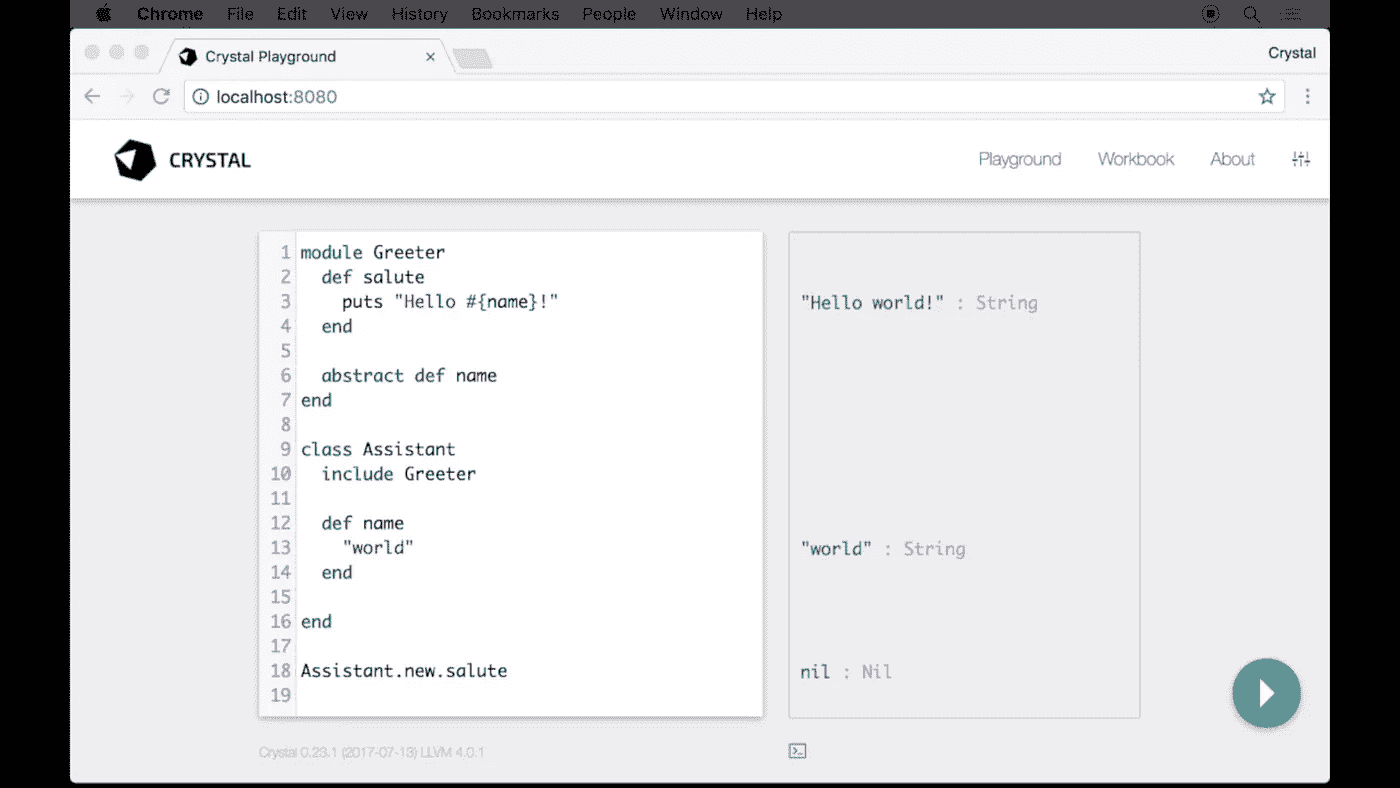 Chrome File Edit View History Bookmarks People Window Help
Crystal Playground
Crystal
localhost:8080
CRYSTAL
Playground Workbook About
1 module Greeter
2 def salute
3 puts "Hello #{name}!"
4 end
5
6 abstract def name
7 end
8
9 class Assistant
10 include Greeter
11
12 def name
13 "world"
14 end
15
16 end
17
18 Assistant.new.salute
19
"Hello world!" : String
"world" : String
nil : Nil
Crystal 0.23.1 (2017-07-13) LLVM 4.0.1